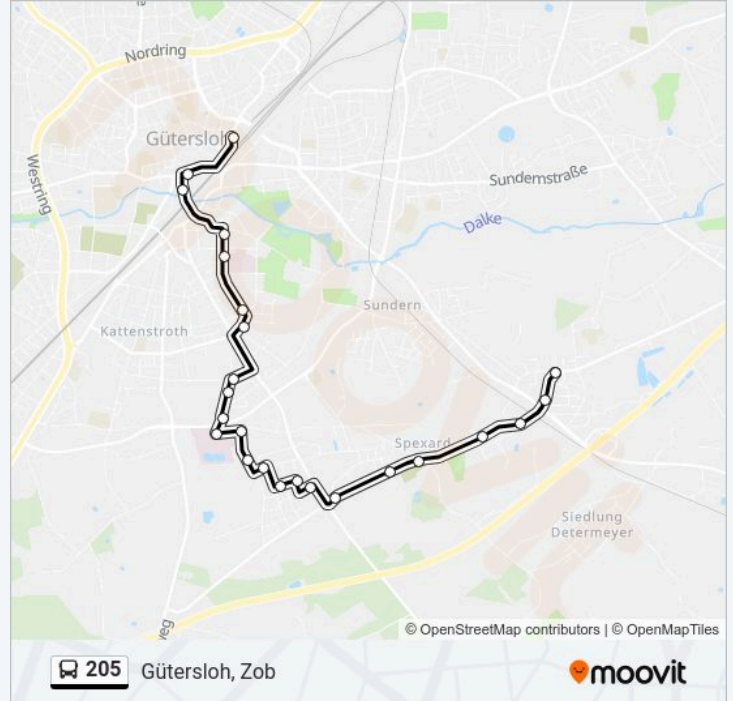 Nordring
Gütersloh
Westring
Sundernstraße
Dalke
Sundern
Kattenstroth
Spexard
Siedlung
Determeyer
© OpenStreetMap contributors | © OpenMapTiles
205
Gütersloh, Zob
moovit